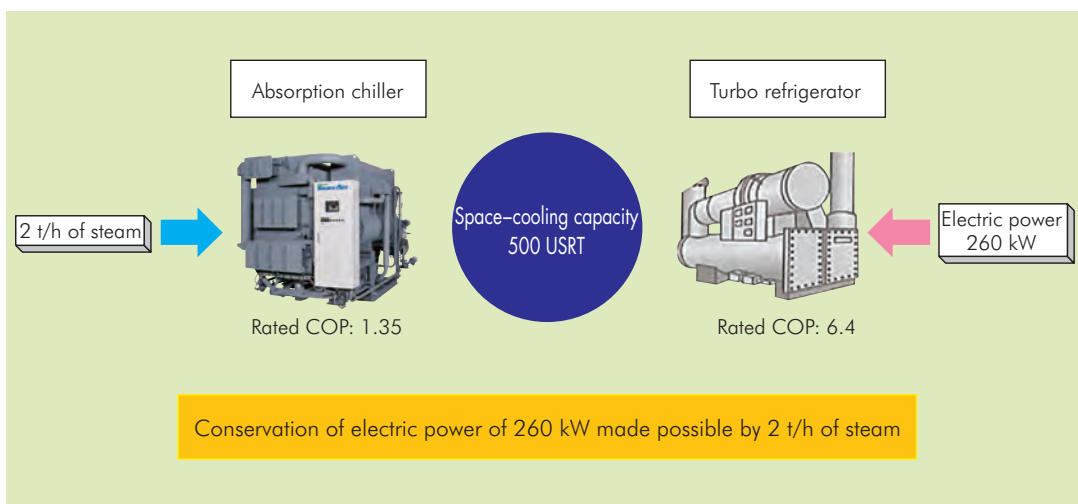 Absorption chiller
Turbo refrigerator
2 t/h of steam
Space–cooling capacity
500 USRT
Electric power
260 kW
Rated COP: 1.35
Rated COP: 6.4
Conservation of electric power of 260 kW made possible by 2 t/h of steam